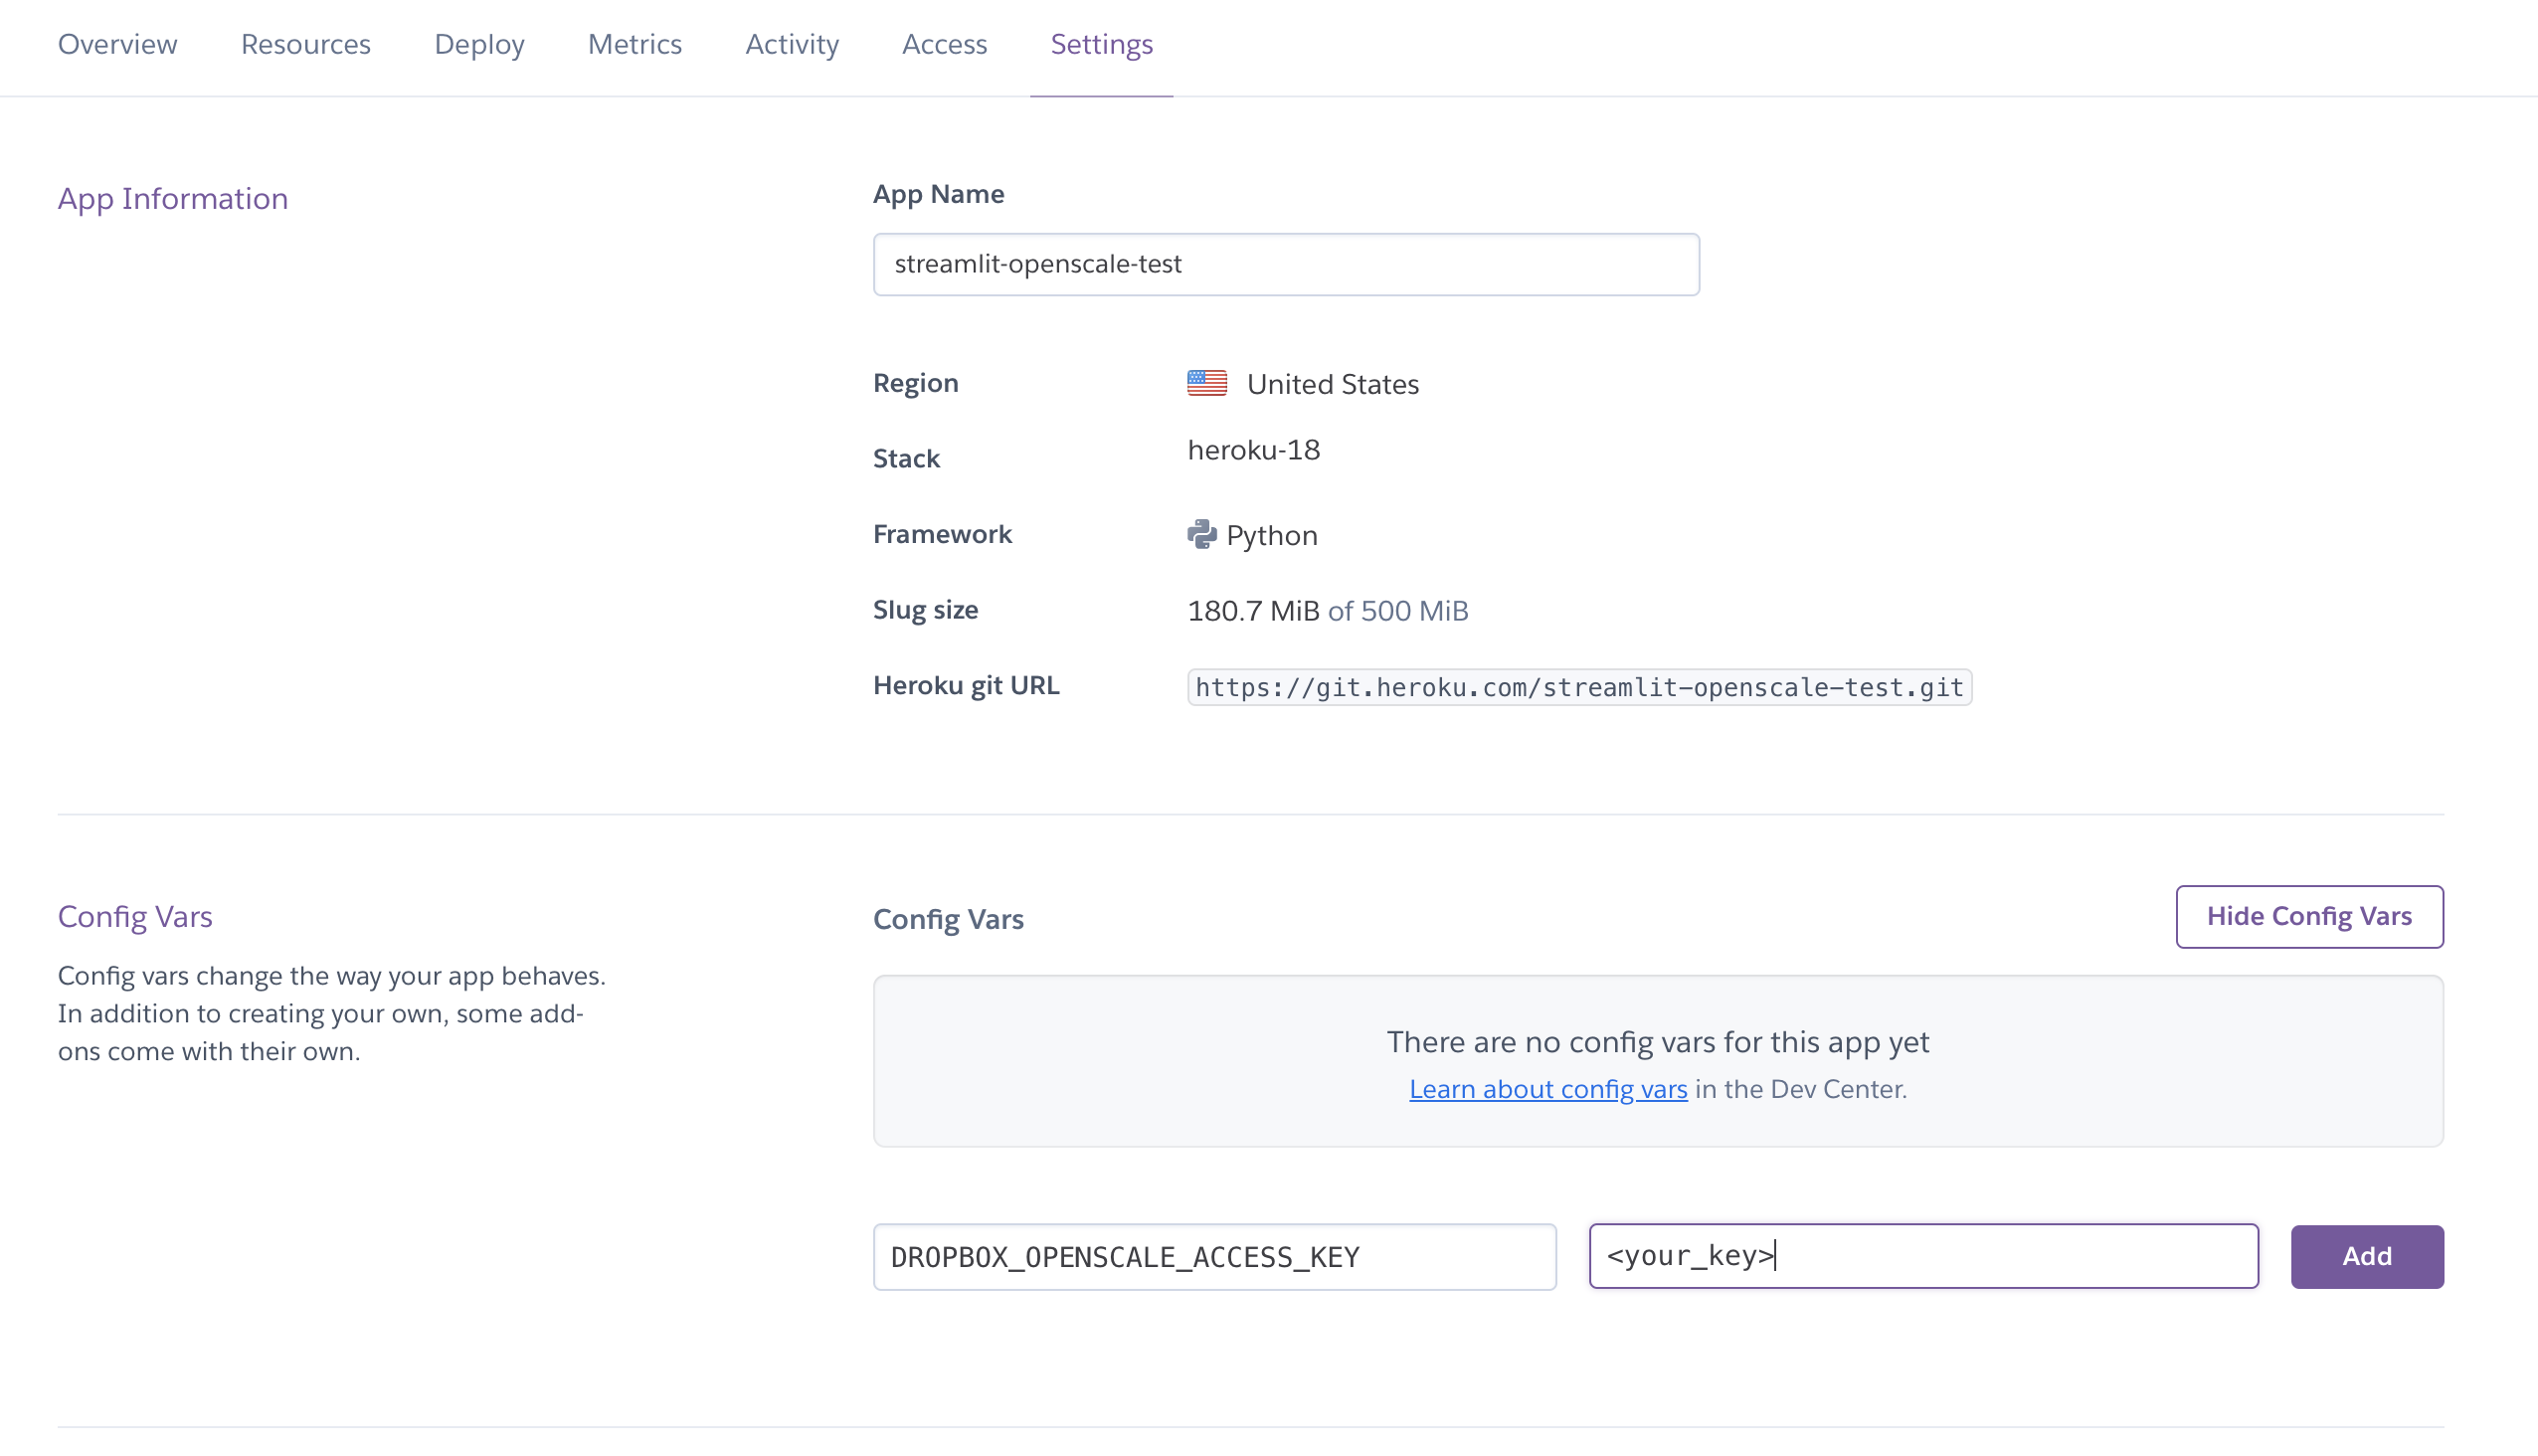 Overview Resources Deploy Metrics Activity Access Settings
App Information
App Name
streamlit-openscale-test
Region United States
Stack heroku-18
Framework Python
Slug size 180.7 MiB of 500 MiB
Heroku git URL https://git.heroku.com/streamlit-openscale-test.git
Config Vars
Config vars change the way your app behaves.
In addition to creating your own, some add-
ons come with their own.
Config Vars Hide Config Vars
There are no config vars for this app yet
Learn about config vars in the Dev Center.
DROPBOX_OPENSCALE_ACCESS_KEY <your_key> Add